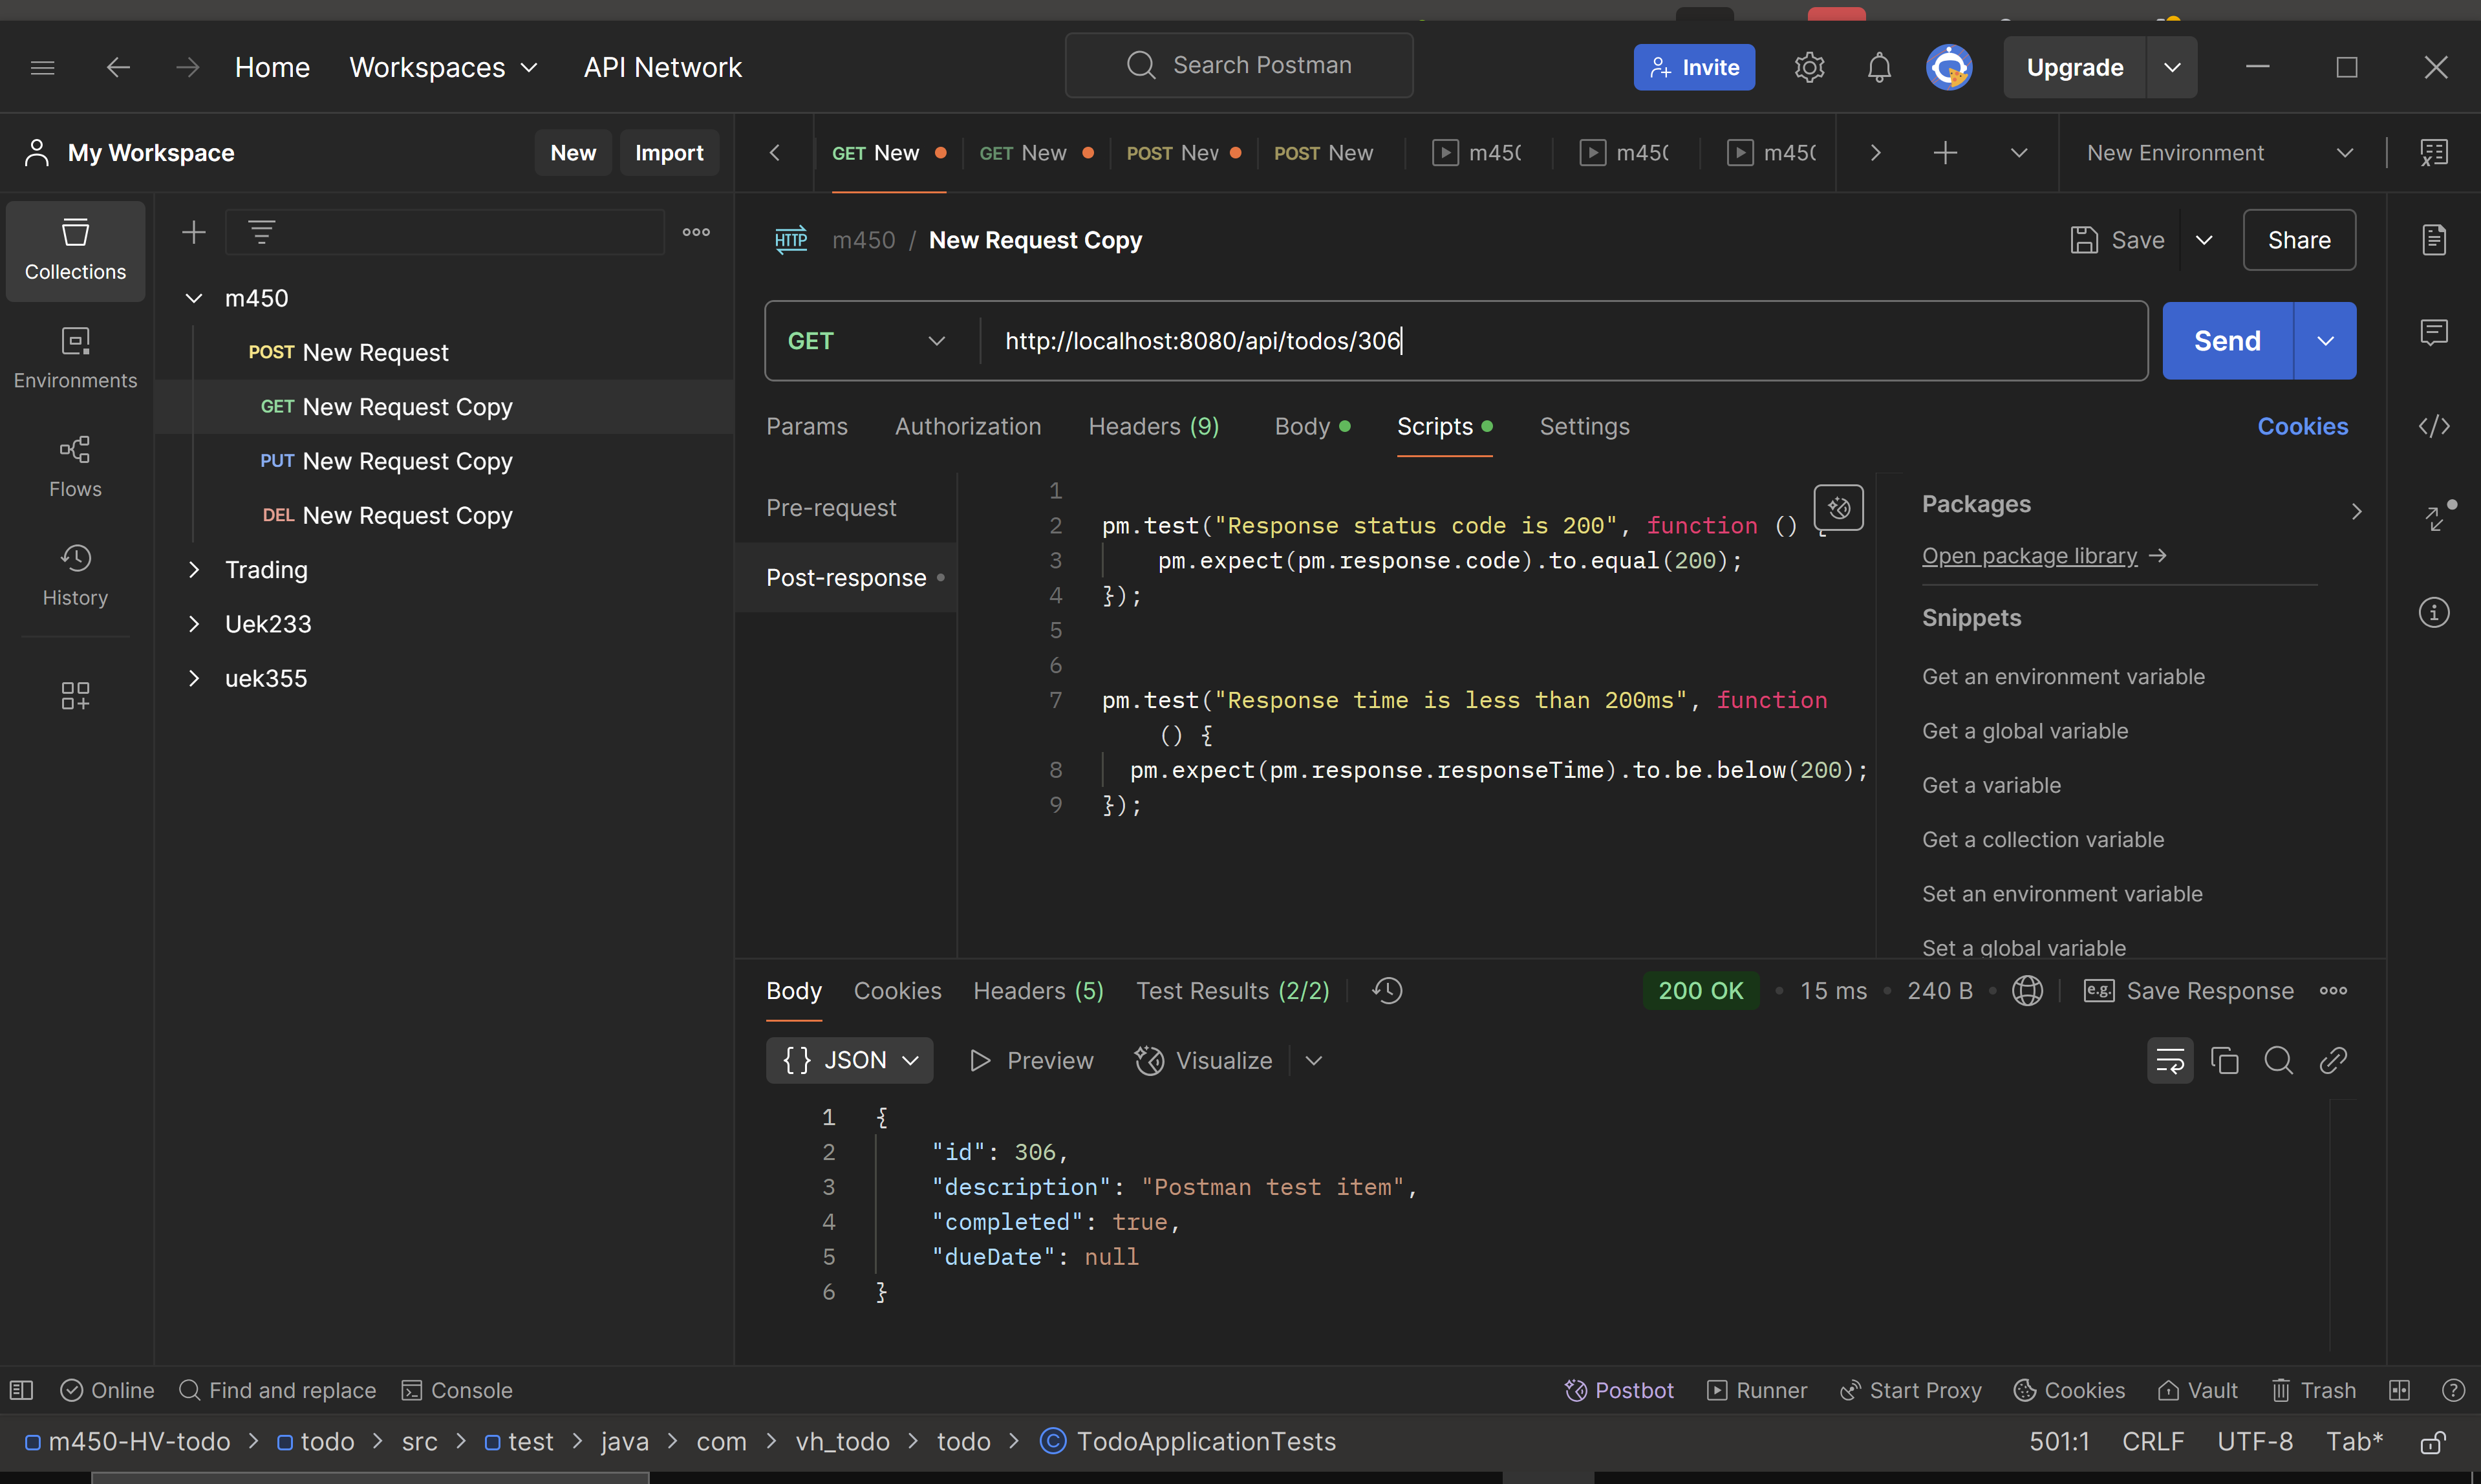 Home Workspaces API Network Search Postman Invite Upgrade
My Workspace New Import GET New GET New POST New POST New m450 m450 m450 New Environment
Collections
Environments
Flows
History
m450
POST New Request
GET New Request Copy
PUT New Request Copy
DEL New Request Copy
Trading
Uek233
uek355
HTTP m450 / New Request Copy Save Share
GET http://localhost:8080/api/todos/306 Send
Params Authorization Headers (9) Body Scripts Settings Cookies
Pre-request
Post-response
1
2 pm.test("Response status code is 200", function () {
3 pm.expect(pm.response.code).to.equal(200);
4 });
5
6
7 pm.test("Response time is less than 200ms", function
() {
8 pm.expect(pm.response.responseTime).to.be.below(200);
9 });
Packages
Open package library →
Snippets
Get an environment variable
Get a global variable
Get a variable
Get a collection variable
Set an environment variable
Set a global variable
Body Cookies Headers (5) Test Results (2/2) 200 OK • 15 ms • 240 B • e.g. Save Response
{} JSON Preview Visualize
1 {
2 "id": 306,
3 "description": "Postman test item",
4 "completed": true,
5 "dueDate": null
6 }
Online Find and replace Console Postbot Runner Start Proxy Cookies Vault Trash
m450-HV-todo > todo > src > test > java > com > vh_todo > todo > TodoApplicationTests 501:1 CRLF UTF-8 Tab*